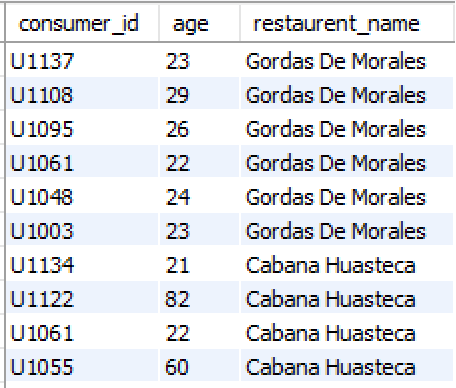 consumer_id age restaurent_name
U1137 23 Gordas De Morales
U1108 29 Gordas De Morales
U1095 26 Gordas De Morales
U1061 22 Gordas De Morales
U1048 24 Gordas De Morales
U1003 23 Gordas De Morales
U1134 21 Cabana Huasteca
U1122 82 Cabana Huasteca
U1061 22 Cabana Huasteca
U1055 60 Cabana Huasteca